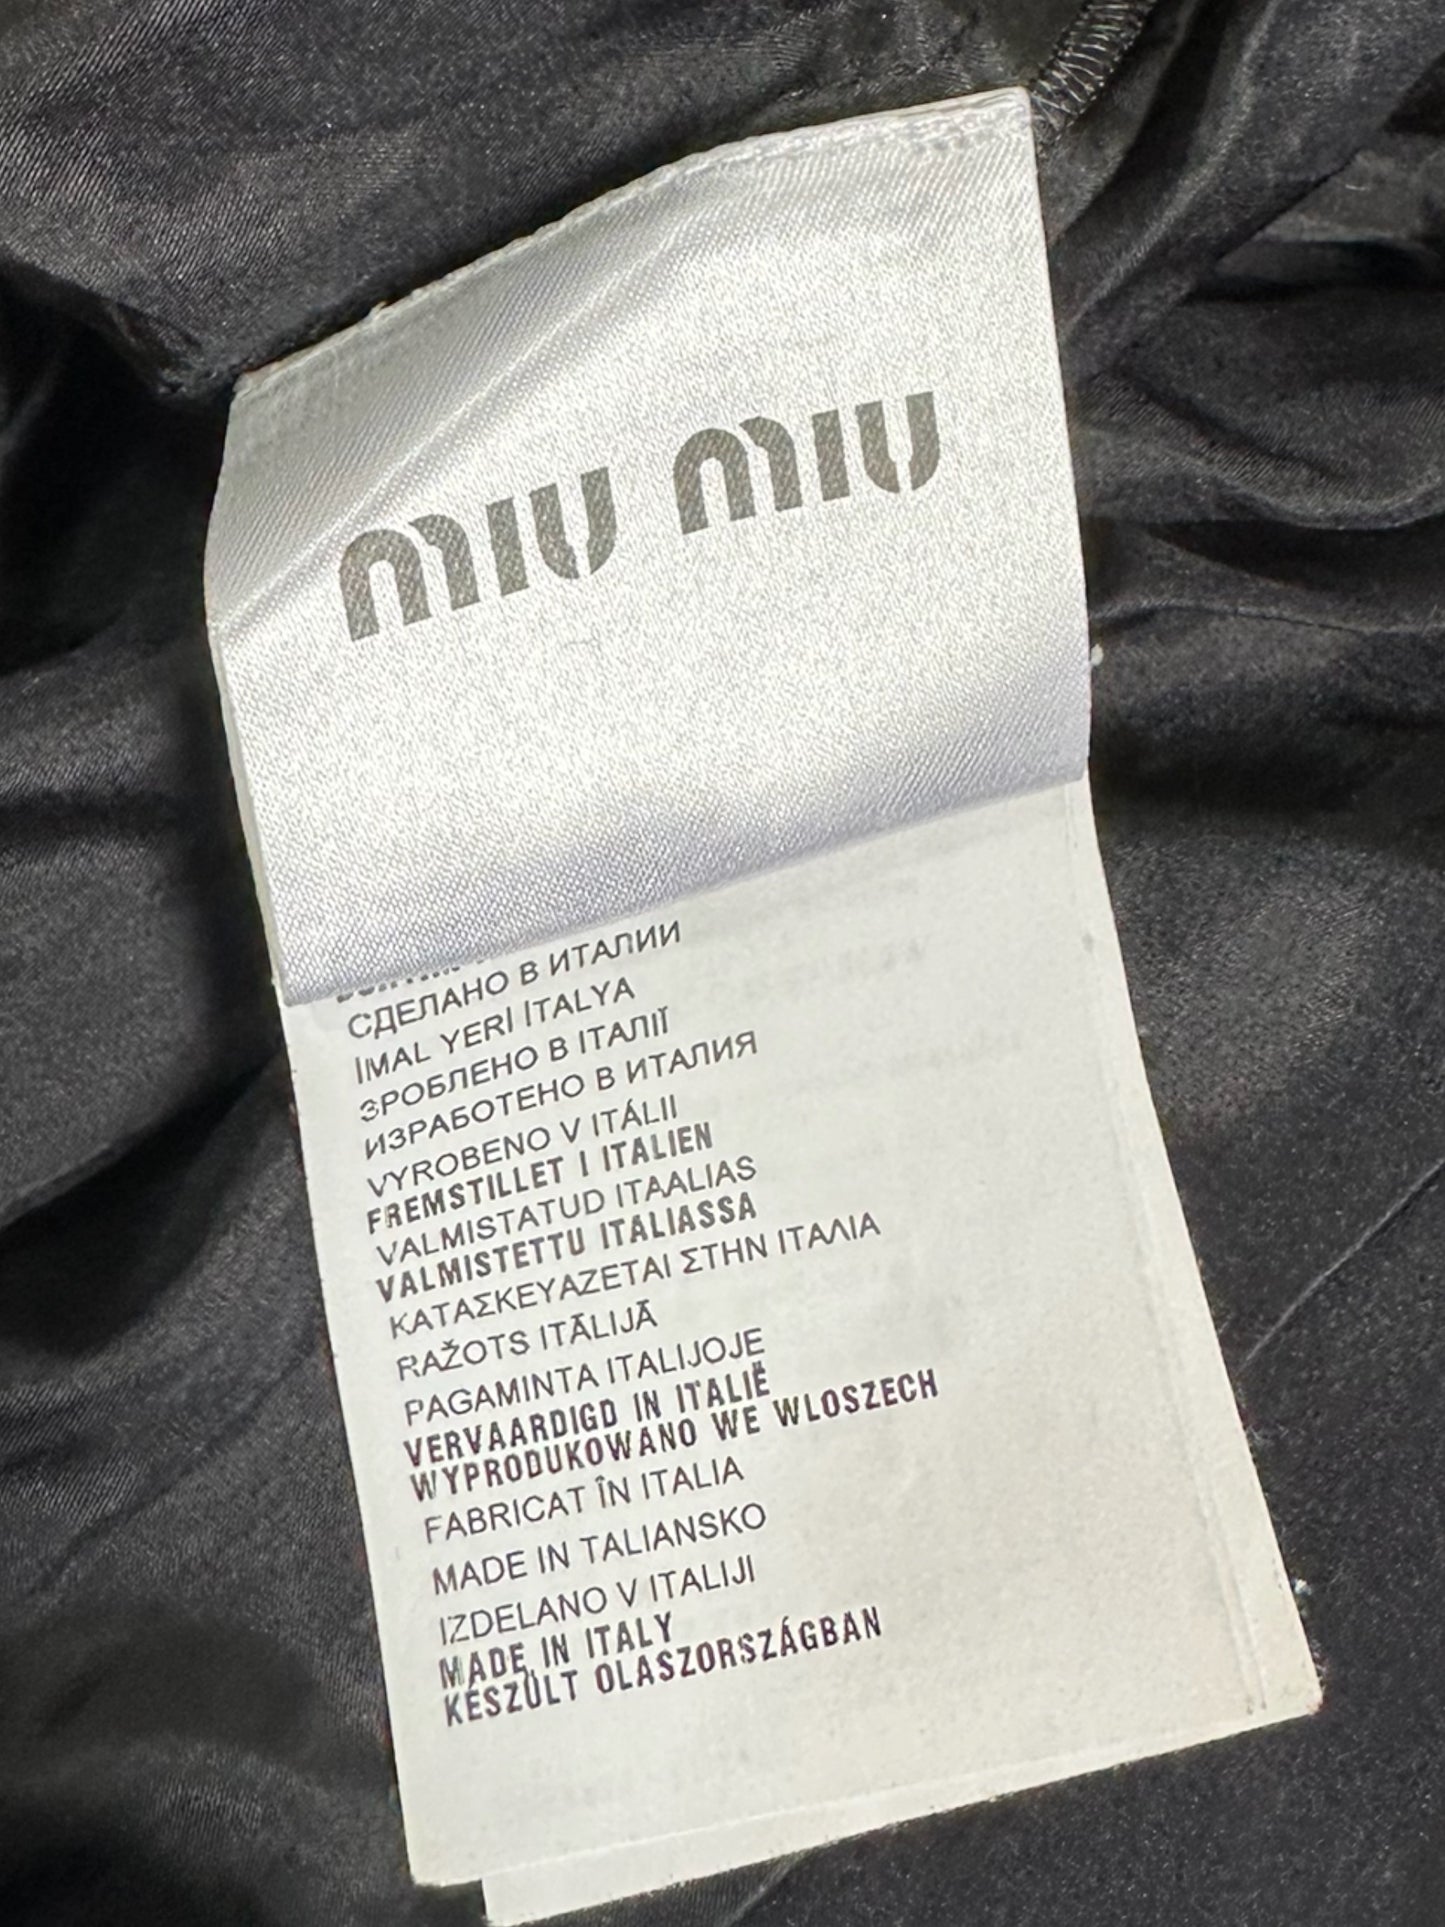 MIU MIU
СДЕЛАНО В ИТАЛИИ
İMAL YERİ İTALYA
ЗРОБЛЕНО В ІТАЛІЇ
ИЗРАБОТЕНО В ИТАЛИЯ
VYROBENO V ITÁLII
FREMSTILLET I ITALIEN
VALMISTATUD ITAALIAS
VALMISTETTU ITALIASSA
ΚΑΤΑΣΚΕΥΑΖΕΤΑΙ ΣΤΗΝ ΙΤΑΛΙΑ
RAŽOTS ITĀLIJĀ
PAGAMINTA ITALIJOJE
VERVAARDIGD IN ITALIË
WYPRODUKOWANO WE WLOSZECH
FABRICAT ÎN ITALIA
MADE IN TALIANSKO
IZDELANO V ITALIJI
MADE IN ITALY
KÉSZÜLT OLASZORSZÁGBAN